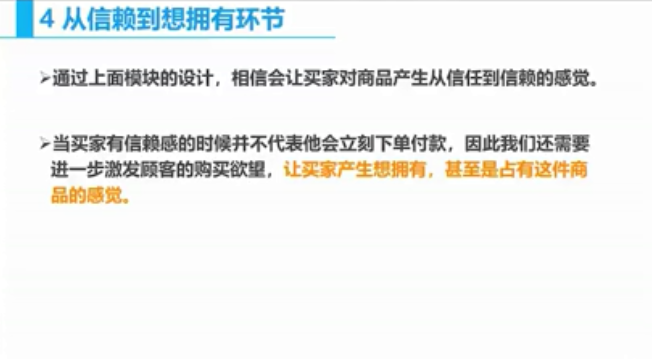 4 从信赖到想拥有环节
➢通过上面模块的设计，相信会让买家对商品产生从信任到信赖的感觉。
➢当买家有信赖感的时候并不代表他会立刻下单付款，因此我们还需要
进一步激发顾客的购买欲望，让买家产生想拥有，甚至是占有这件商
品的感觉。